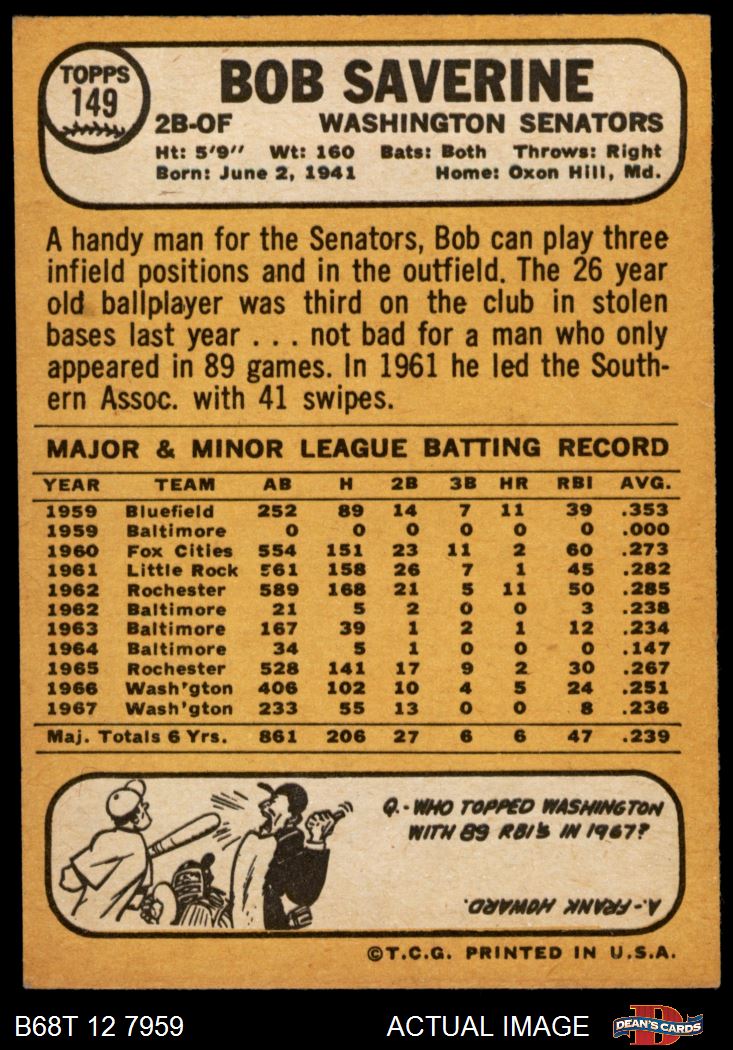 TOPPS
149
BOB SAVERINE
2B-OF WASHINGTON SENATORS
Ht: 5'9" Wt: 160 Bats: Both Throws: Right
Born: June 2, 1941 Home: Oxon Hill, Md.
A handy man for the Senators, Bob can play three
infield positions and in the outfield. The 26 year
old ballplayer was third on the club in stolen
bases last year . . . not bad for a man who only
appeared in 89 games. In 1961 he led the South-
ern Assoc. with 41 swipes.
MAJOR & MINOR LEAGUE BATTING RECORD
YEAR TEAM AB H 2B 3B HR RBI AVG.
1959 Bluefield 252 89 14 7 11 39 .353
1959 Baltimore 0 0 0 0 0 0 .000
1960 Fox Cities 554 151 23 11 2 60 .273
1961 Little Rock 561 158 26 7 1 45 .282
1962 Rochester 589 168 21 5 11 50 .285
1962 Baltimore 21 5 2 0 0 3 .238
1963 Baltimore 167 39 1 2 1 12 .234
1964 Baltimore 34 5 1 0 0 0 .147
1965 Rochester 528 141 17 9 2 30 .267
1966 Wash'gton 406 102 10 4 5 24 .251
1967 Wash'gton 233 55 13 0 0 8 .236
Maj. Totals 6 Yrs. 861 206 27 6 6 47 .239
Q.-WHO TOPPED WASHINGTON
WITH 89 RBI's IN 1967?
A-FRANK HOWARD.
©T.C.G. PRINTED IN U.S.A.
B68T 12 7959 ACTUAL IMAGE DEAN'S CARDS